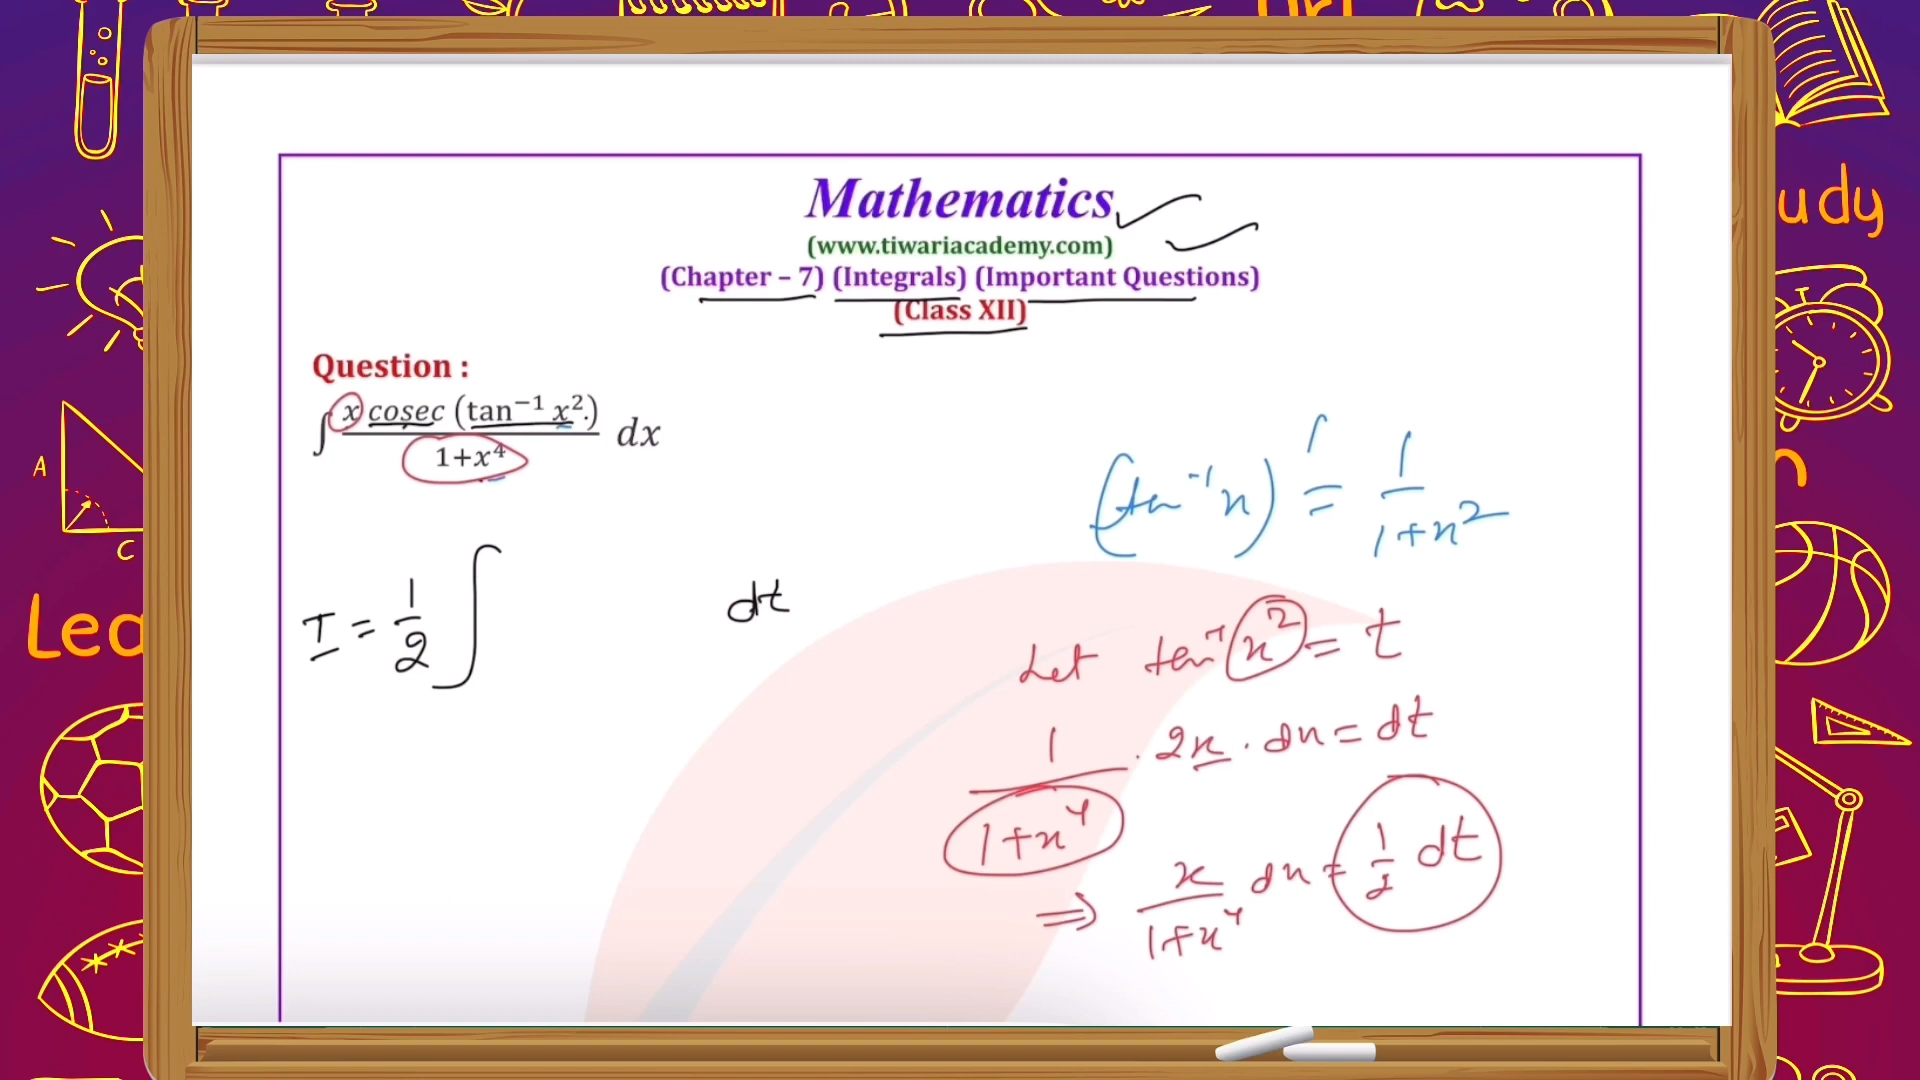 Mathematics
(www.tiwariacademy.com)
(Chapter – 7) (Integrals) (Important Questions)
(Class XII)
Question :
∫ x cosec (tan⁻¹ x².) / 1+x⁴ dx
(tan⁻¹x)′ = 1 / 1+x²
I = 1/2 ∫ dt
Let tan⁻¹(x²) = t
1 / 1+x⁴ . 2x . dx = dt
⇒ x / 1+x⁴ dx = 1/2 dt
udy
A
C